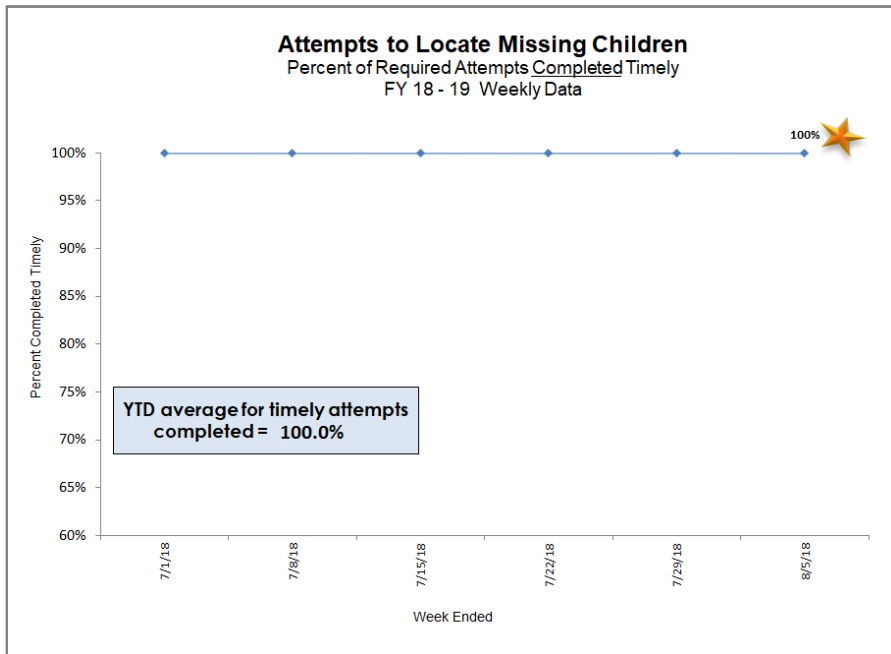 Attempts to Locate Missing Children
Percent of Required Attempts Completed Timely
FY 18 - 19 Weekly Data
100%
100%
95%
90%
85%
80%
75%
70%
65%
60%
Percent Completed Timely
YTD average for timely attempts
completed = 100.0%
7/1/18
7/8/18
7/15/18
7/22/18
7/29/18
8/5/18
Week Ended